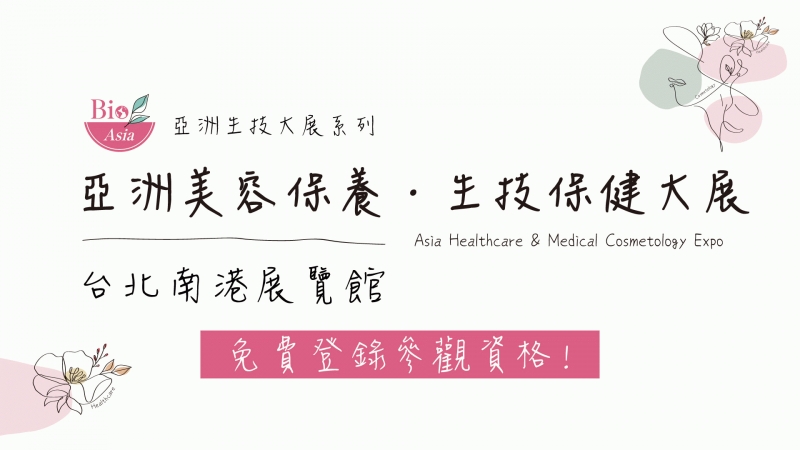 Bio
Asia
亞洲生技大展系列
亞洲美容保養・生技保健大展
Asia Healthcare & Medical Cosmetology Expo
台北南港展覽館
免費登錄參觀資格！
Cosmetology
Healthcare